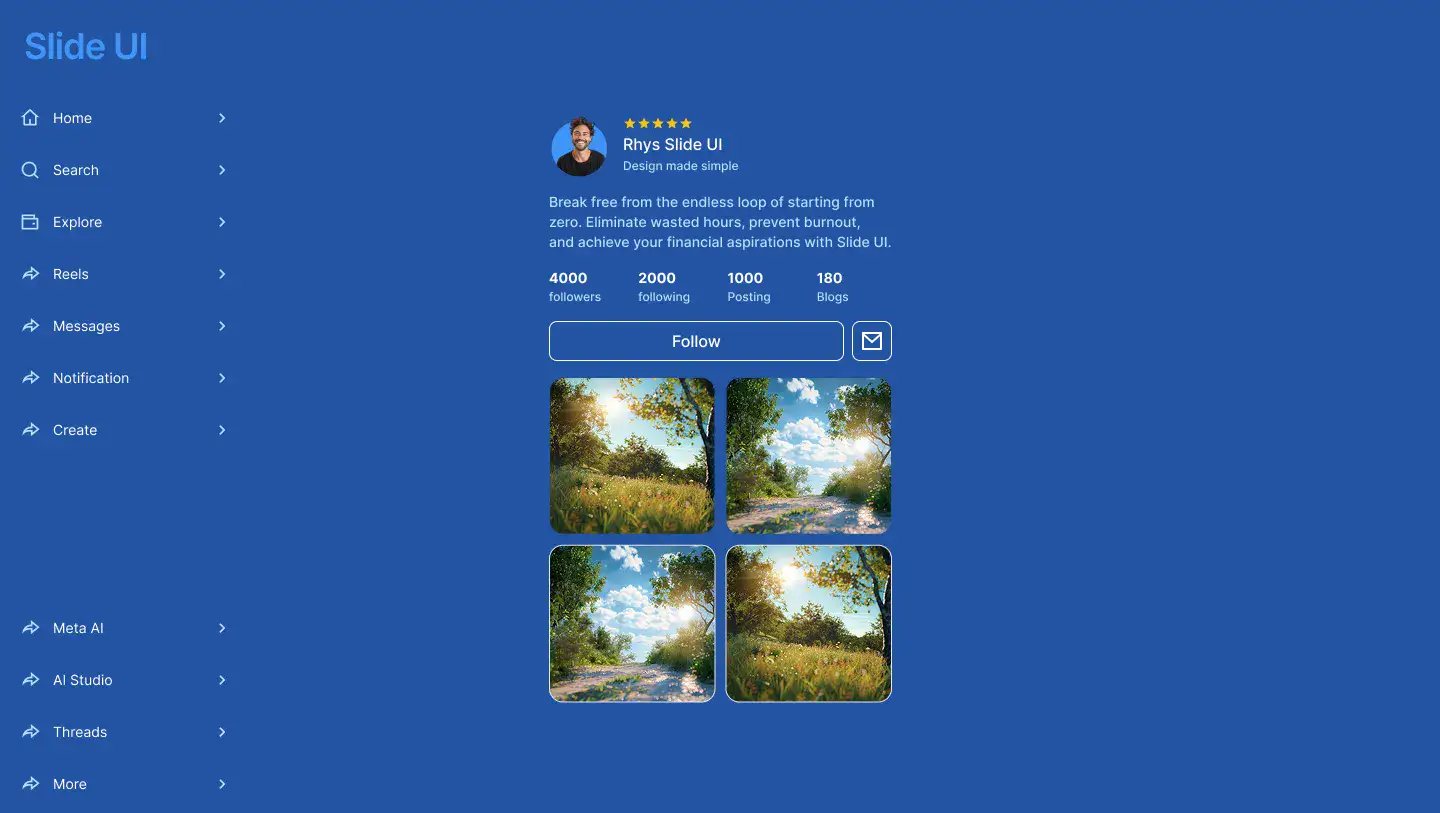 Slide UI
Home
Search
Explore
Reels
Messages
Notification
Create
Meta AI
AI Studio
Threads
More
Rhys Slide UI
Design made simple
Break free from the endless loop of starting from
zero. Eliminate wasted hours, prevent burnout,
and achieve your financial aspirations with Slide UI.
4000 2000 1000 180
followers following Posting Blogs
Follow